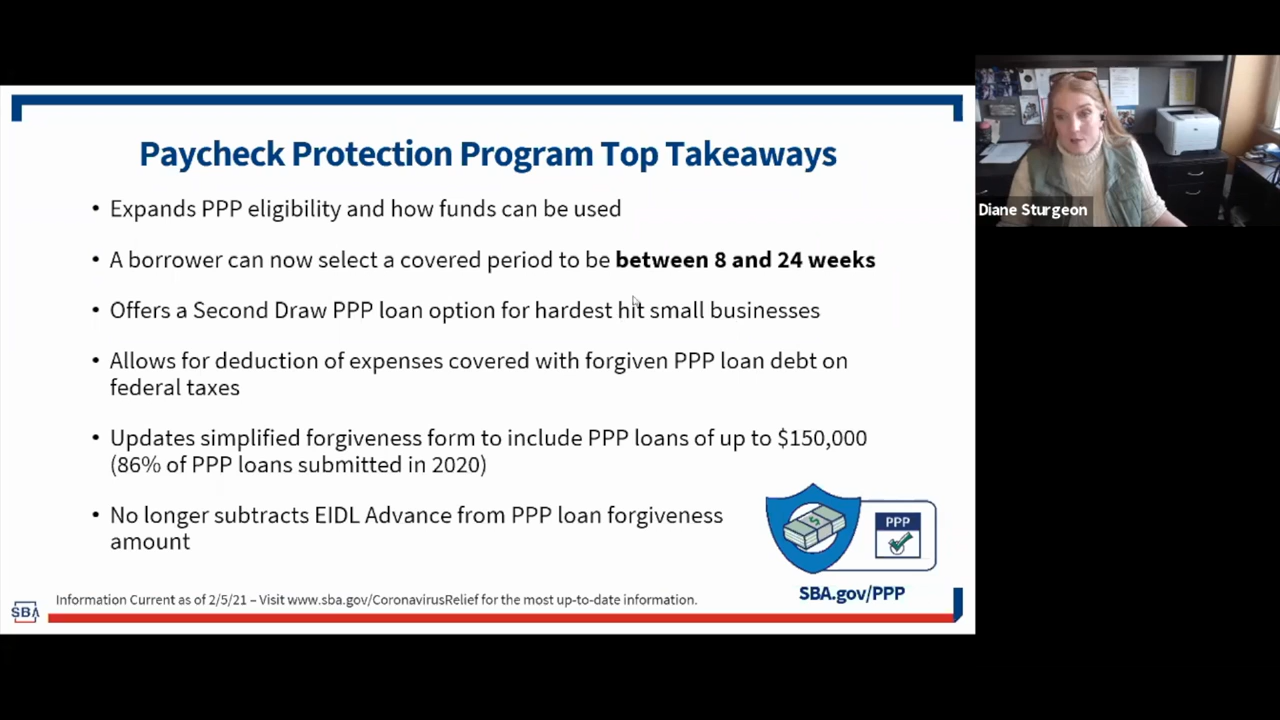 Paycheck Protection Program Top Takeaways
• Expands PPP eligibility and how funds can be used
• A borrower can now select a covered period to be between 8 and 24 weeks
• Offers a Second Draw PPP loan option for hardest hit small businesses
• Allows for deduction of expenses covered with forgiven PPP loan debt on
federal taxes
• Updates simplified forgiveness form to include PPP loans of up to $150,000
(86% of PPP loans submitted in 2020)
• No longer subtracts EIDL Advance from PPP loan forgiveness
amount
PPP
SBA.gov/PPP
SBA
Information Current as of 2/5/21 – Visit www.sba.gov/CoronavirusRelief for the most up-to-date information.
Diane Sturgeon